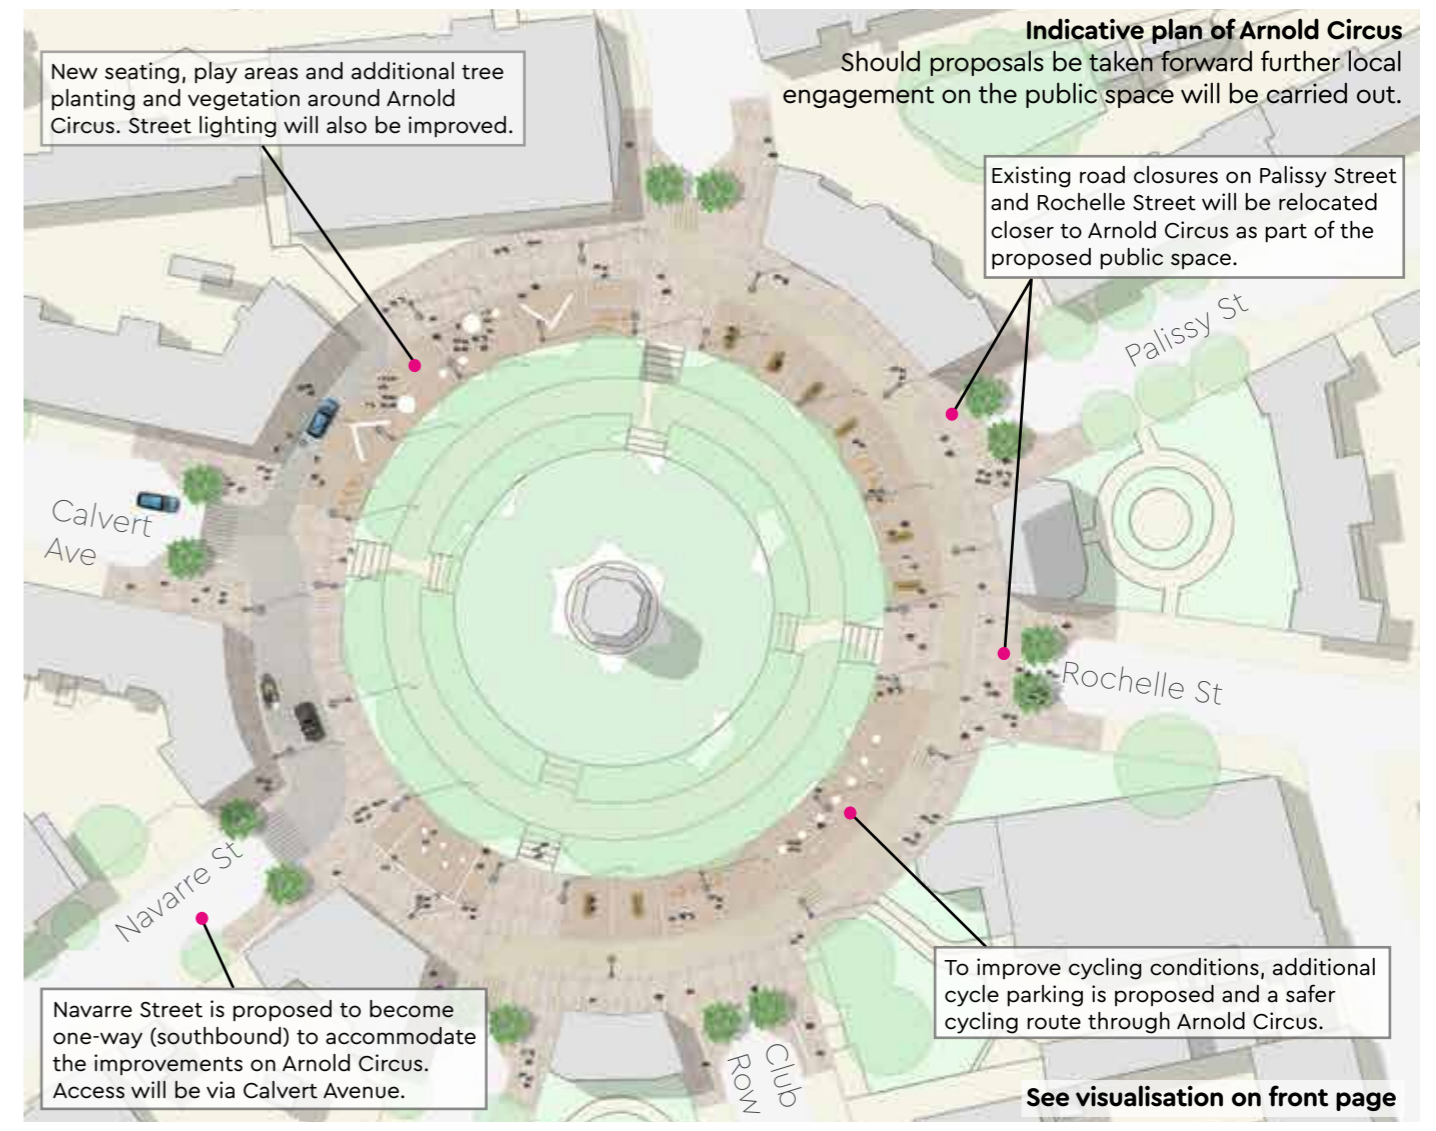 Indicative plan of Arnold Circus
Should proposals be taken forward further local
engagement on the public space will be carried out.
New seating, play areas and additional tree
planting and vegetation around Arnold
Circus. Street lighting will also be improved.
Existing road closures on Palissy Street
and Rochelle Street will be relocated
closer to Arnold Circus as part of the
proposed public space.
Palissy St
Calvert
Ave
Rochelle St
Navarre St
To improve cycling conditions, additional
cycle parking is proposed and a safer
cycling route through Arnold Circus.
Navarre Street is proposed to become
one-way (southbound) to accommodate
the improvements on Arnold Circus.
Access will be via Calvert Avenue.
Club
Row
See visualisation on front page